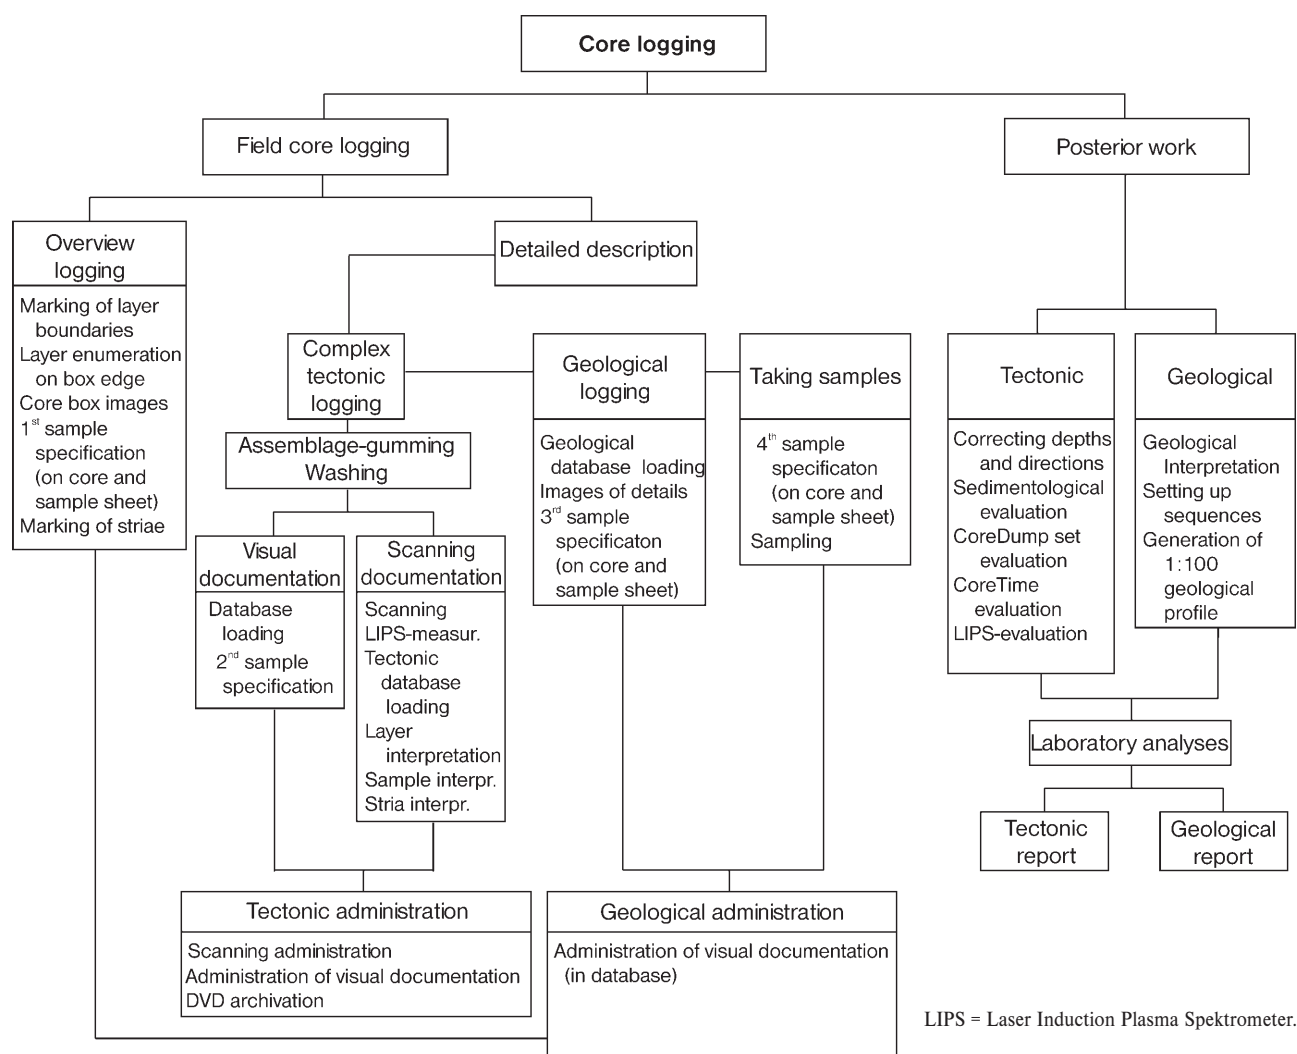 Core logging
Field core logging
Posterior work
Overview
logging
Marking of layer
boundaries
Layer enumeration
on box edge
Core box images
1st sample
specification
(on core and
sample sheet)
Marking of striae
Detailed description
Complex
tectonic
logging
Assemblage-gumming
Washing
Visual
documentation
Database
loading
2nd sample
specification
Scanning
documentation
Scanning
LIPS-measur.
Tectonic
database
loading
Layer
interpretation
Sample interpr.
Stria interpr.
Geological
logging
Geological
database loading
Images of details
3rd sample
specificaton
(on core and
sample sheet)
Taking samples
4th sample
specificaton
(on core and
sample sheet)
Sampling
Tectonic administration
Scanning administration
Administration of visual documentation
DVD archivation
Geological administration
Administration of visual documentation
(in database)
Tectonic
Correcting depths
and directions
Sedimentological
evaluation
CoreDump set
evaluation
CoreTime
evaluation
LIPS-evaluation
Geological
Geological
Interpretation
Setting up
sequences
Generation of
1:100
geological
profile
Laboratory analyses
Tectonic
report
Geological
report
LIPS = Laser Induction Plasma Spektrometer.